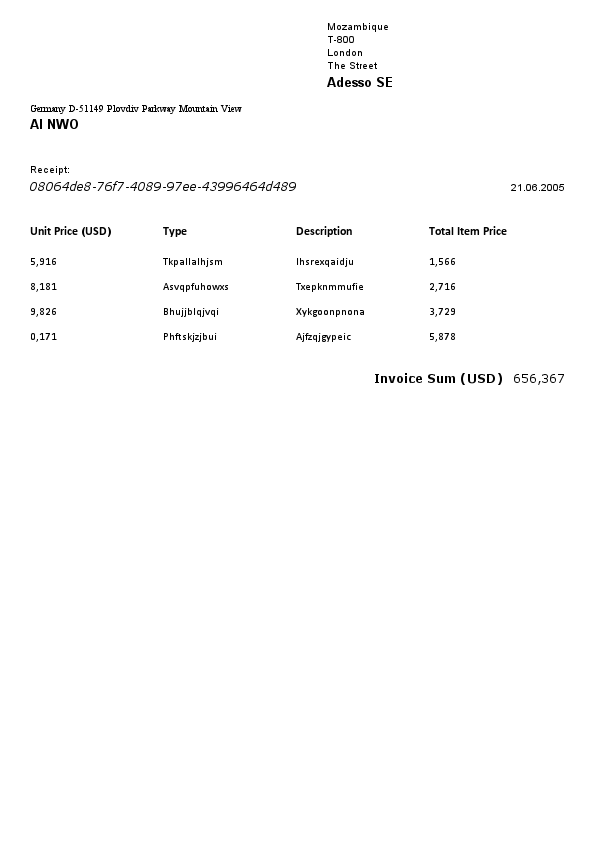 Mozambique
T-800
London
The Street
Adesso SE
Germany D-51149 Plovdiv Parkway Mountain View
AI NWO
Receipt:
08064de8-76f7-4089-97ee-43996464d489 21.06.2005
Unit Price (USD) Type Description Total Item Price
5,916 Tkpallalhjsm Ihsrexqaidju 1,566
8,181 Asvqpfuhowxs Txepknmmufie 2,716
9,826 Bhujjblqjvqi Xykgoonpnona 3,729
0,171 Phftskjzjbui Ajfzqjgypeic 5,878
Invoice Sum (USD) 656,367